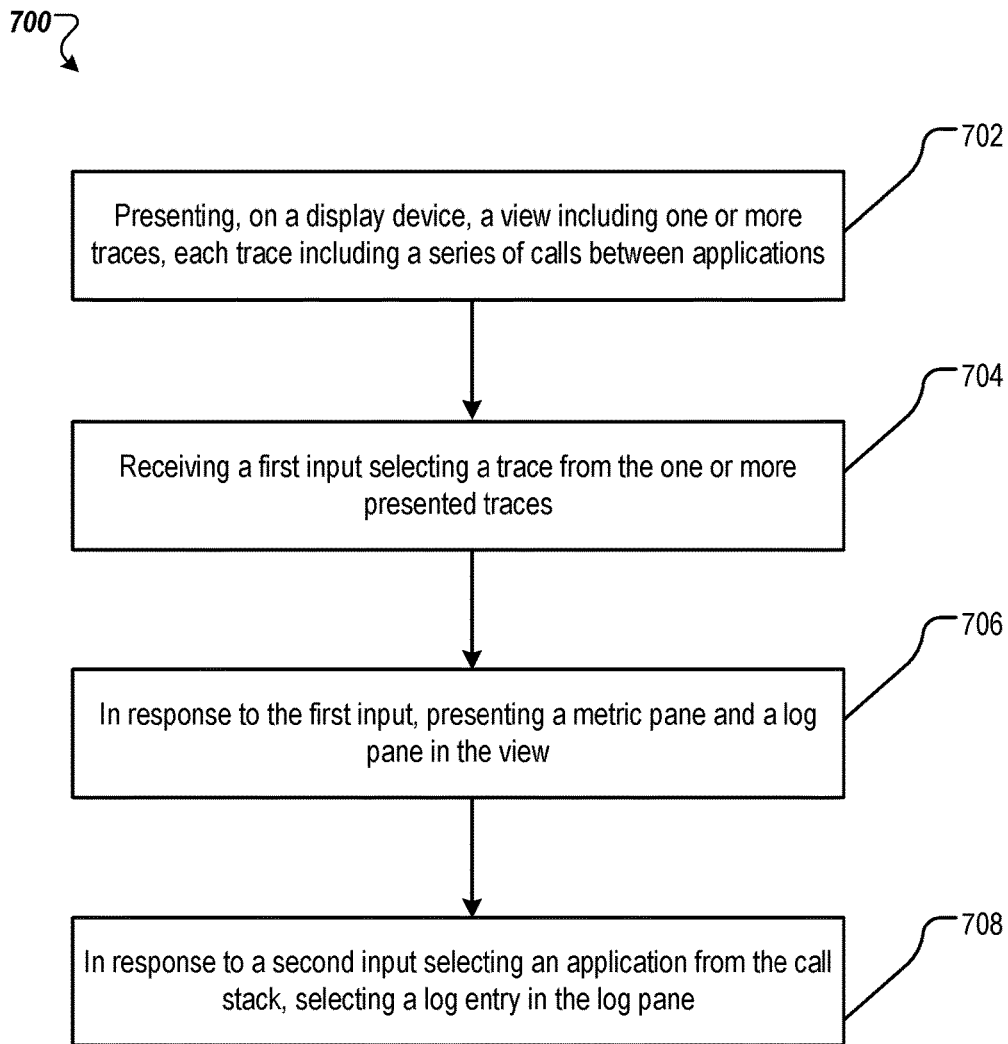 700
702
Presenting, on a display device, a view including one or more
traces, each trace including a series of calls between applications
704
Receiving a first input selecting a trace from the one or more
presented traces
706
In response to the first input, presenting a metric pane and a log
pane in the view
708
In response to a second input selecting an application from the call
stack, selecting a log entry in the log pane